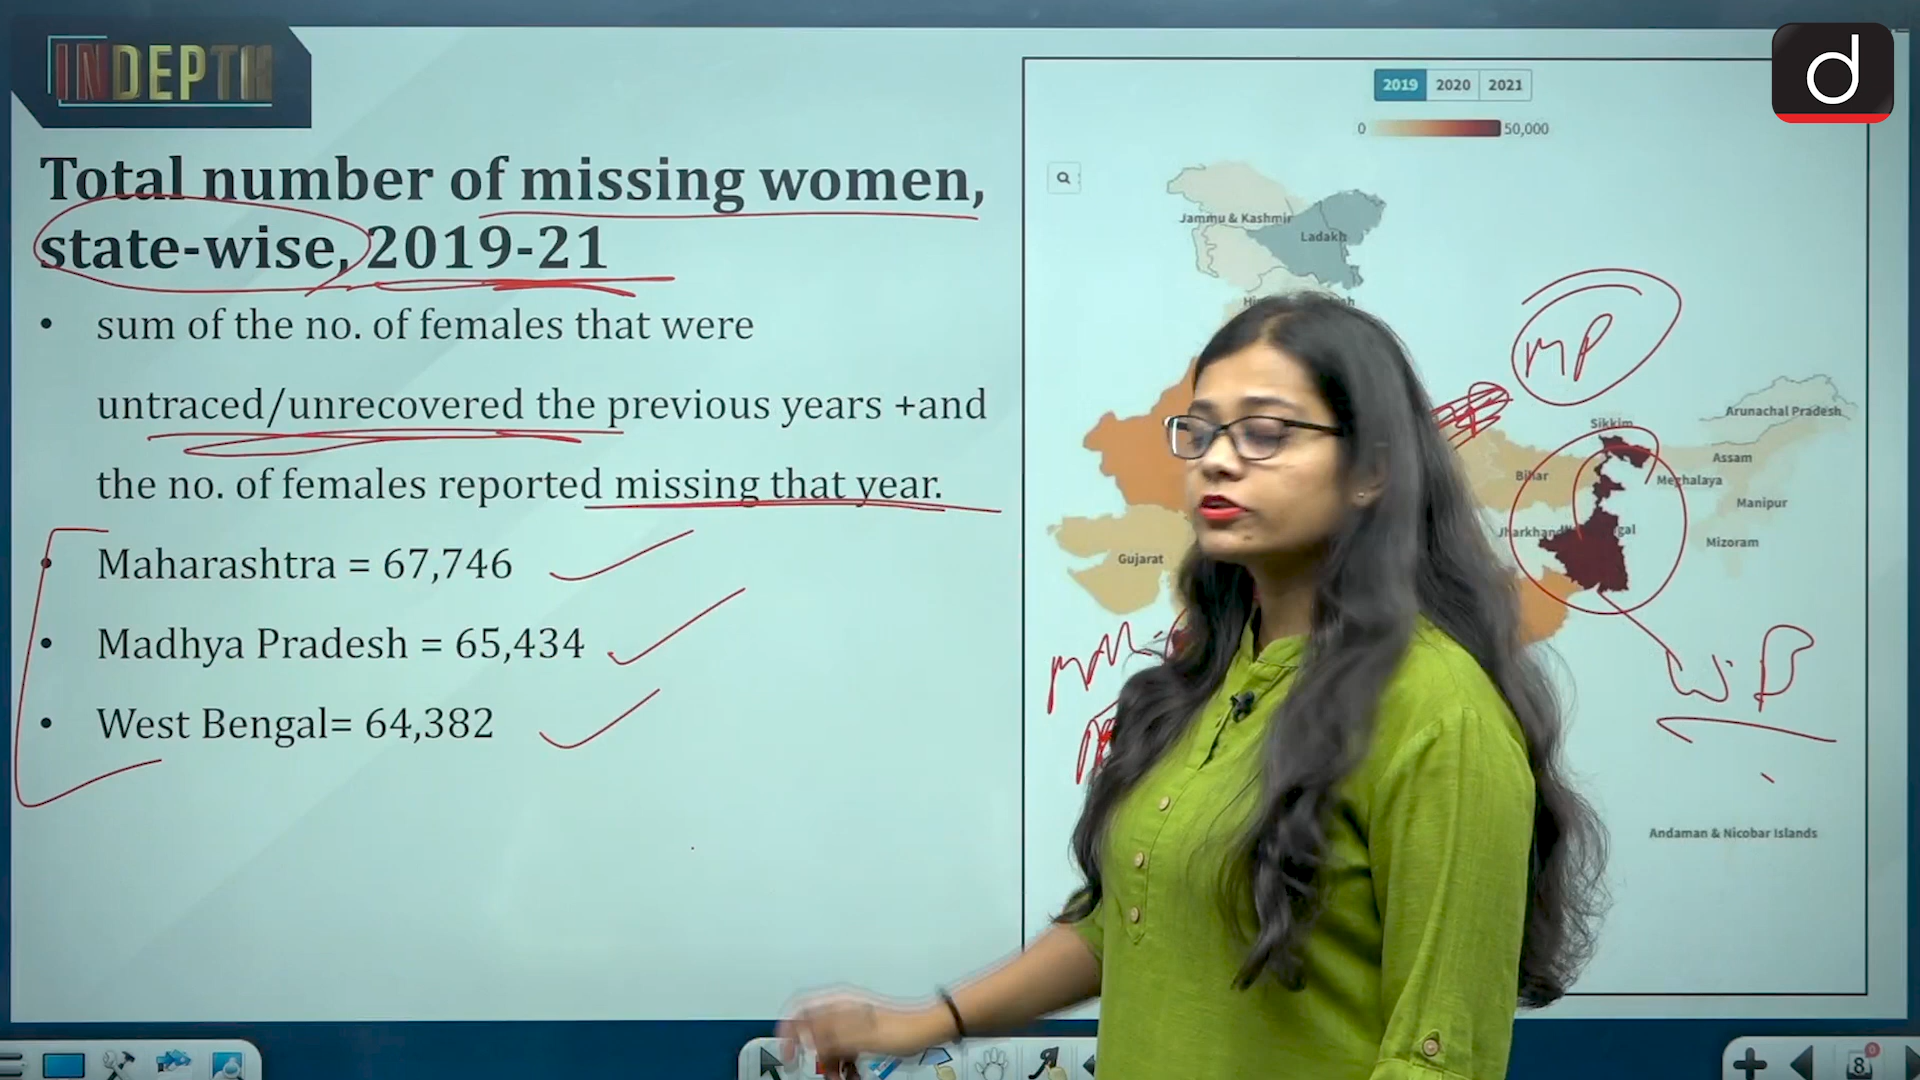 INDEPTH
d
Total number of missing women,
state-wise, 2019-21
• sum of the no. of females that were
untraced/unrecovered the previous years +and
the no. of females reported missing that year.
• Maharashtra = 67,746
• Madhya Pradesh = 65,434
• West Bengal= 64,382
2019 2020 2021
0 50,000
Jammu & Kashmir
Ladakh
MP
Sikkim
Arunachal Pradesh
Bihar
Assam
Meghalaya
Manipur
Jharkhand
gal
Mizoram
Gujarat
W.B
Andaman & Nicobar Islands
8
0